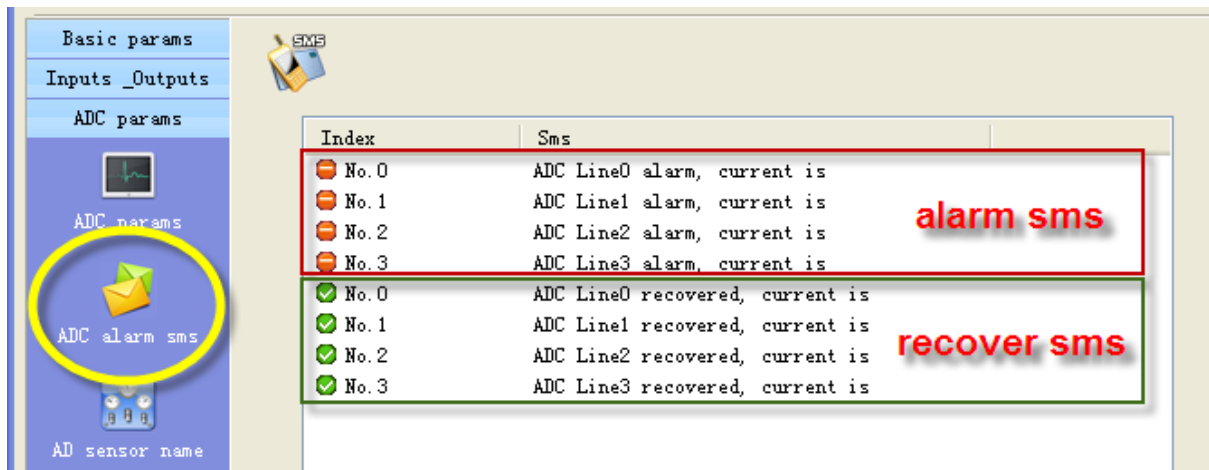 Basic params
Inputs _Outputs
ADC params
ADC params
ADC alarm sms
AD sensor name
SMS
Index Sms
No. 0 ADC Line0 alarm, current is
No. 1 ADC Line1 alarm, current is
No. 2 ADC Line2 alarm, current is
No. 3 ADC Line3 alarm, current is
alarm sms
No. 0 ADC Line0 recovered, current is
No. 1 ADC Line1 recovered, current is
No. 2 ADC Line2 recovered, current is
No. 3 ADC Line3 recovered, current is
recover sms